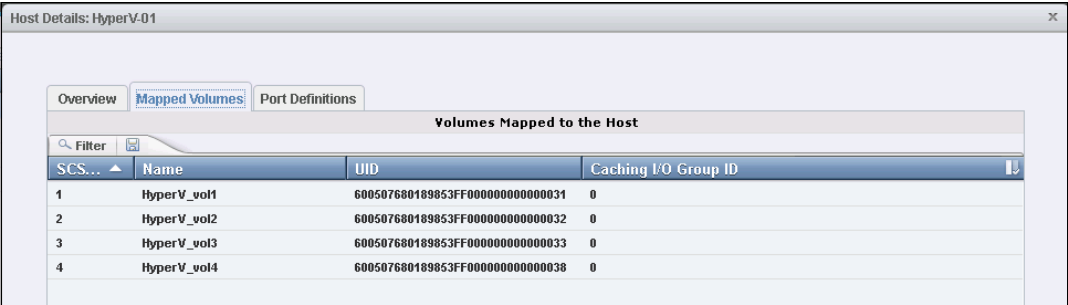 Host Details: HyperV-01 x
Overview Mapped Volumes Port Definitions
Volumes Mapped to the Host
Filter
SCS... Name UID Caching I/O Group ID
1 HyperV_vol1 600507680189853FF000000000000031 0
2 HyperV_vol2 600507680189853FF000000000000032 0
3 HyperV_vol3 600507680189853FF000000000000033 0
4 HyperV_vol4 600507680189853FF000000000000038 0